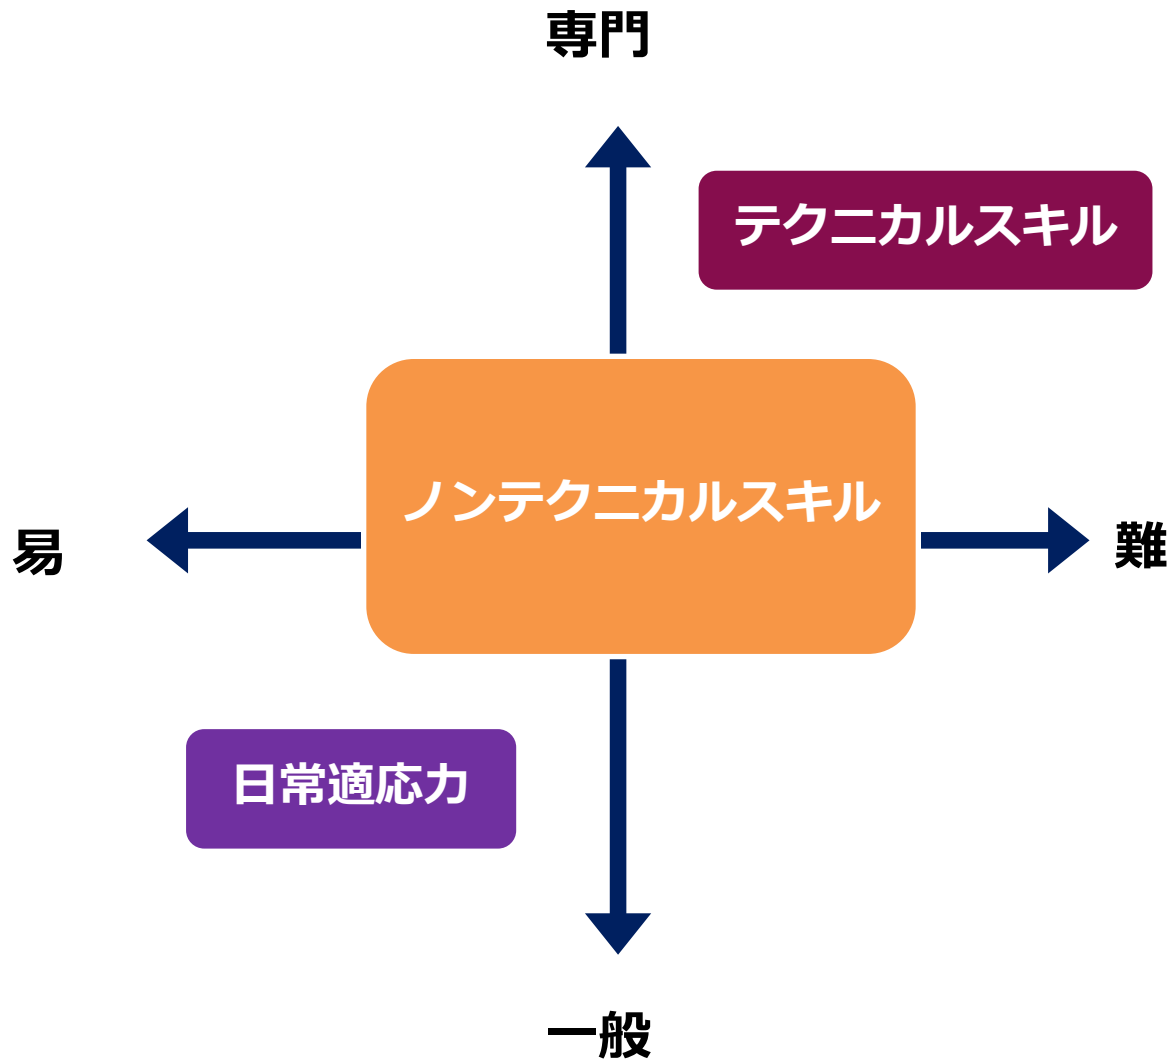 専門
テクニカルスキル
ノンテクニカルスキル
易
難
日常適応力
一般